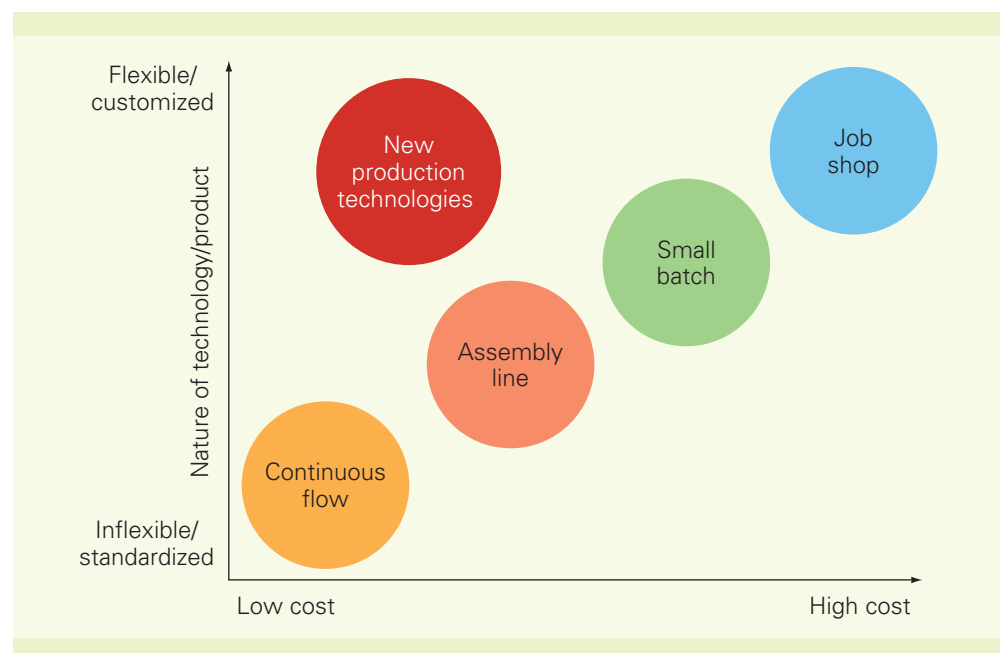 Flexible/
customized
Nature of technology/product
Inflexible/
standardized
New
production
technologies
Job
shop
Small
batch
Assembly
line
Continuous
flow
Low cost
High cost